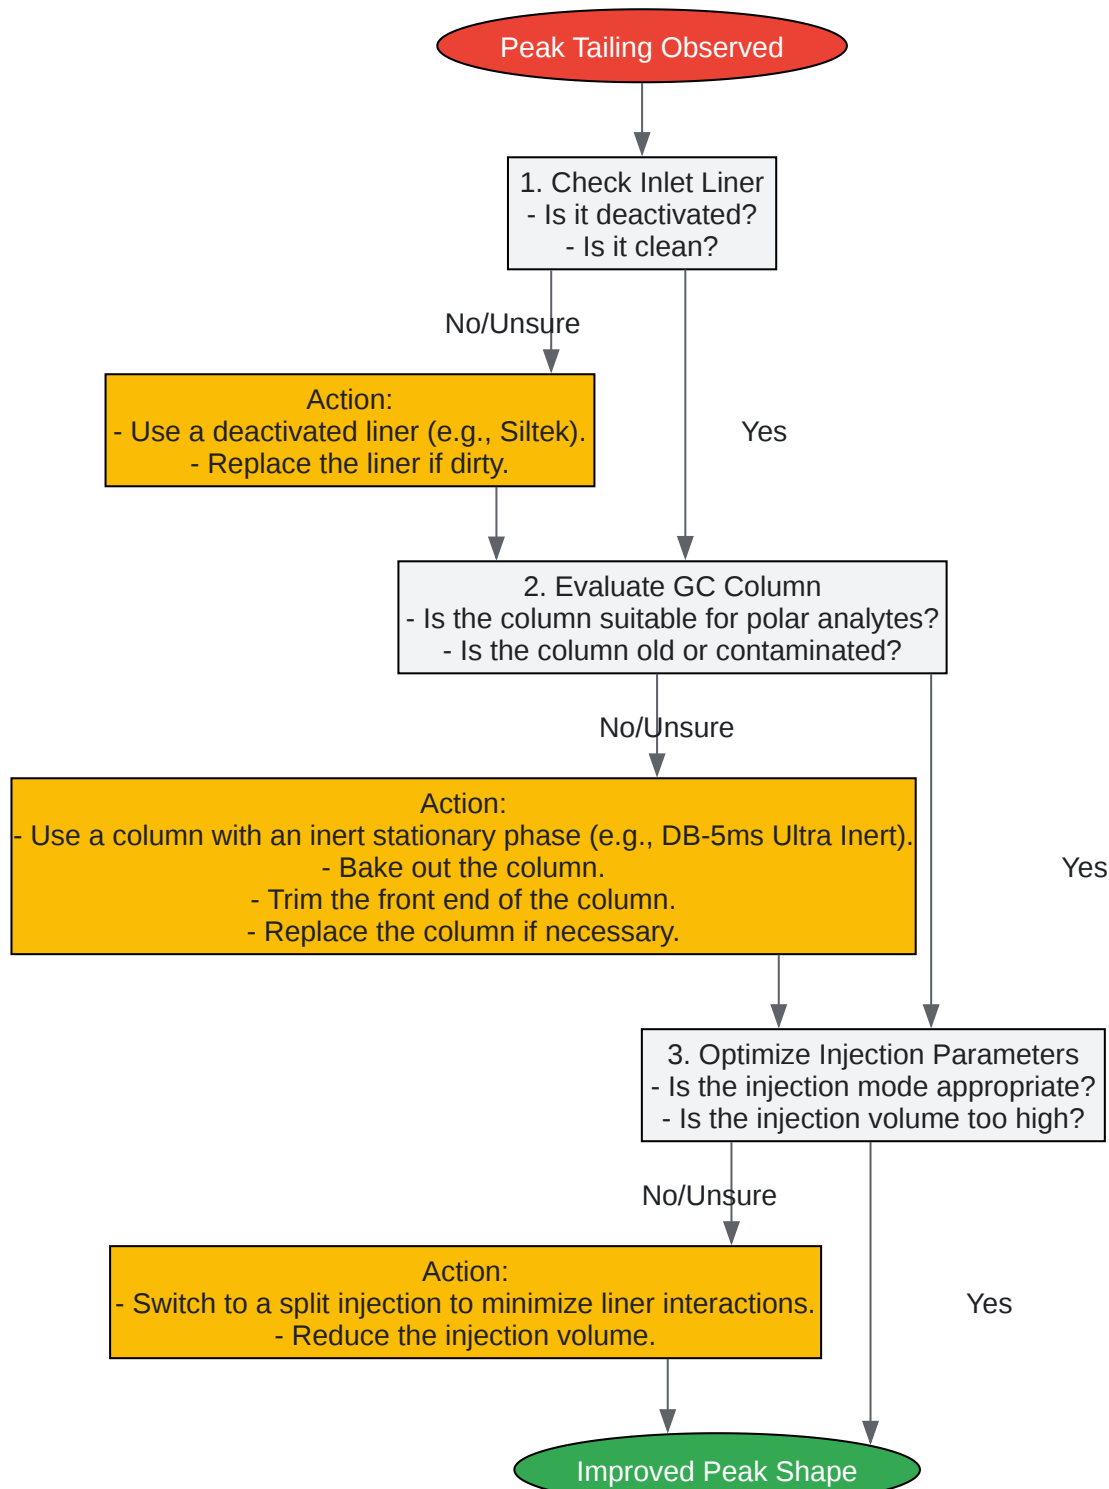 Peak Tailing Observed
1. Check Inlet Liner
- Is it deactivated?
- Is it clean?
No/Unsure
Action:
- Use a deactivated liner (e.g., Siltek).
- Replace the liner if dirty.
Yes
2. Evaluate GC Column
- Is the column suitable for polar analytes?
- Is the column old or contaminated?
No/Unsure
Action:
- Use a column with an inert stationary phase (e.g., DB-5ms Ultra Inert).
- Bake out the column.
- Trim the front end of the column.
- Replace the column if necessary.
Yes
3. Optimize Injection Parameters
- Is the injection mode appropriate?
- Is the injection volume too high?
No/Unsure
Action:
- Switch to a split injection to minimize liner interactions.
- Reduce the injection volume.
Yes
Improved Peak Shape